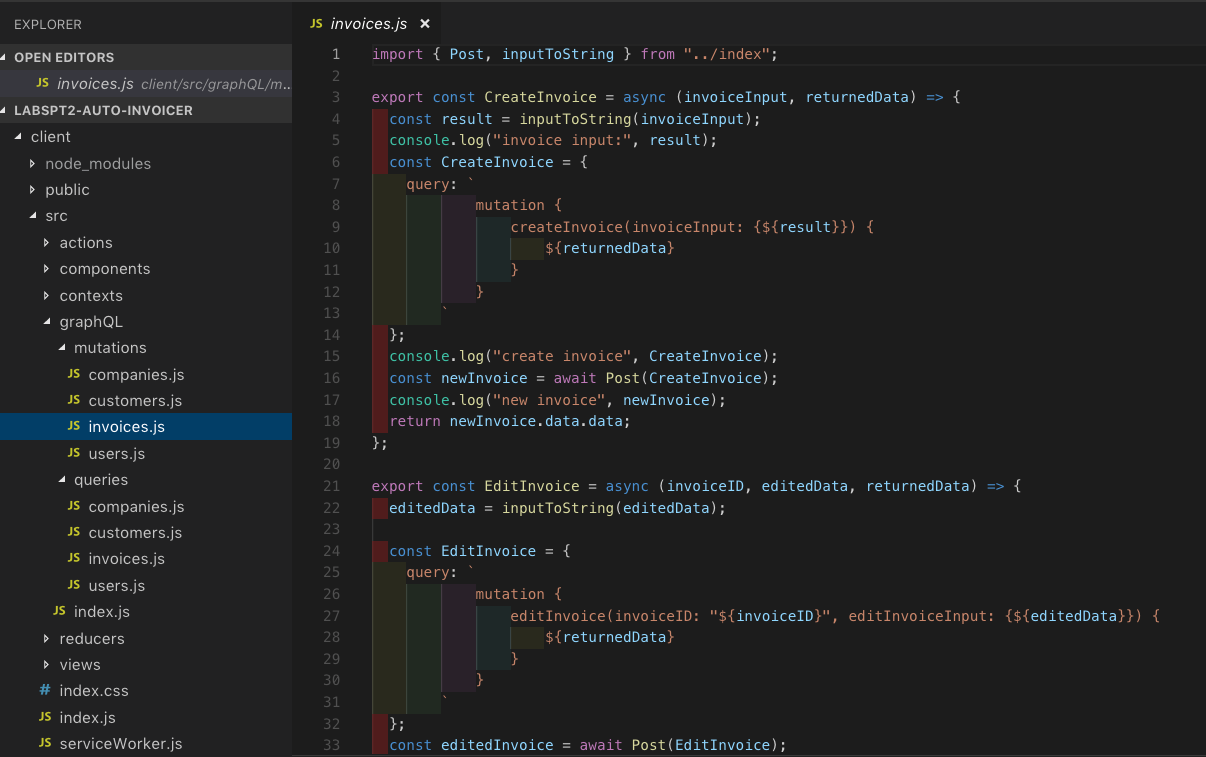 EXPLORER
OPEN EDITORS
JS invoices.js client/src/graphQL/m...
LABSPT2-AUTO-INVOICER
client
node_modules
public
src
actions
components
contexts
graphQL
mutations
JS companies.js
JS customers.js
JS invoices.js
JS users.js
queries
JS companies.js
JS customers.js
JS invoices.js
JS users.js
JS index.js
reducers
views
# index.css
JS index.js
JS serviceWorker.js
JS invoices.js ×
1 import { Post, inputToString } from "../index";
2
3 export const CreateInvoice = async (invoiceInput, returnedData) => {
4   const result = inputToString(invoiceInput);
5   console.log("invoice input:", result);
6   const CreateInvoice = {
7     query: `
8             mutation {
9                 createInvoice(invoiceInput: {${result}}) {
10                     ${returnedData}
11                 }
12             }
13         `
14   };
15   console.log("create invoice", CreateInvoice);
16   const newInvoice = await Post(CreateInvoice);
17   console.log("new invoice", newInvoice);
18   return newInvoice.data.data;
19 };
20
21 export const EditInvoice = async (invoiceID, editedData, returnedData) => {
22   editedData = inputToString(editedData);
23
24   const EditInvoice = {
25     query: `
26             mutation {
27                 editInvoice(invoiceID: "${invoiceID}", editInvoiceInput: {${editedData}}) {
28                     ${returnedData}
29                 }
30             }
31         `
32   };
33   const editedInvoice = await Post(EditInvoice);